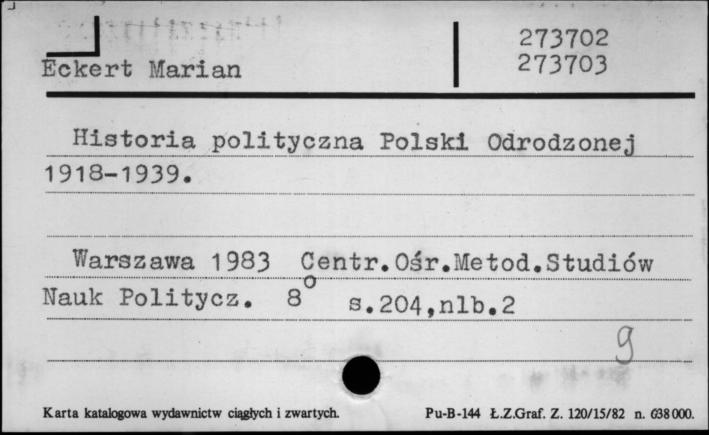 273702
Eckert Marian 273703
Historia polityczna Polski Odrodzonej
1918-1939.
Warszawa 1983 Centr.Ośr.Metod.Studiów
Nauk Politycz. 8° s.204,nlb.2
9
Karta katalogowa wydawnictw ciągłych i zwartych. Pu-B-144 Ł.Z.Graf. Z. 120/15/82 n. 638000.